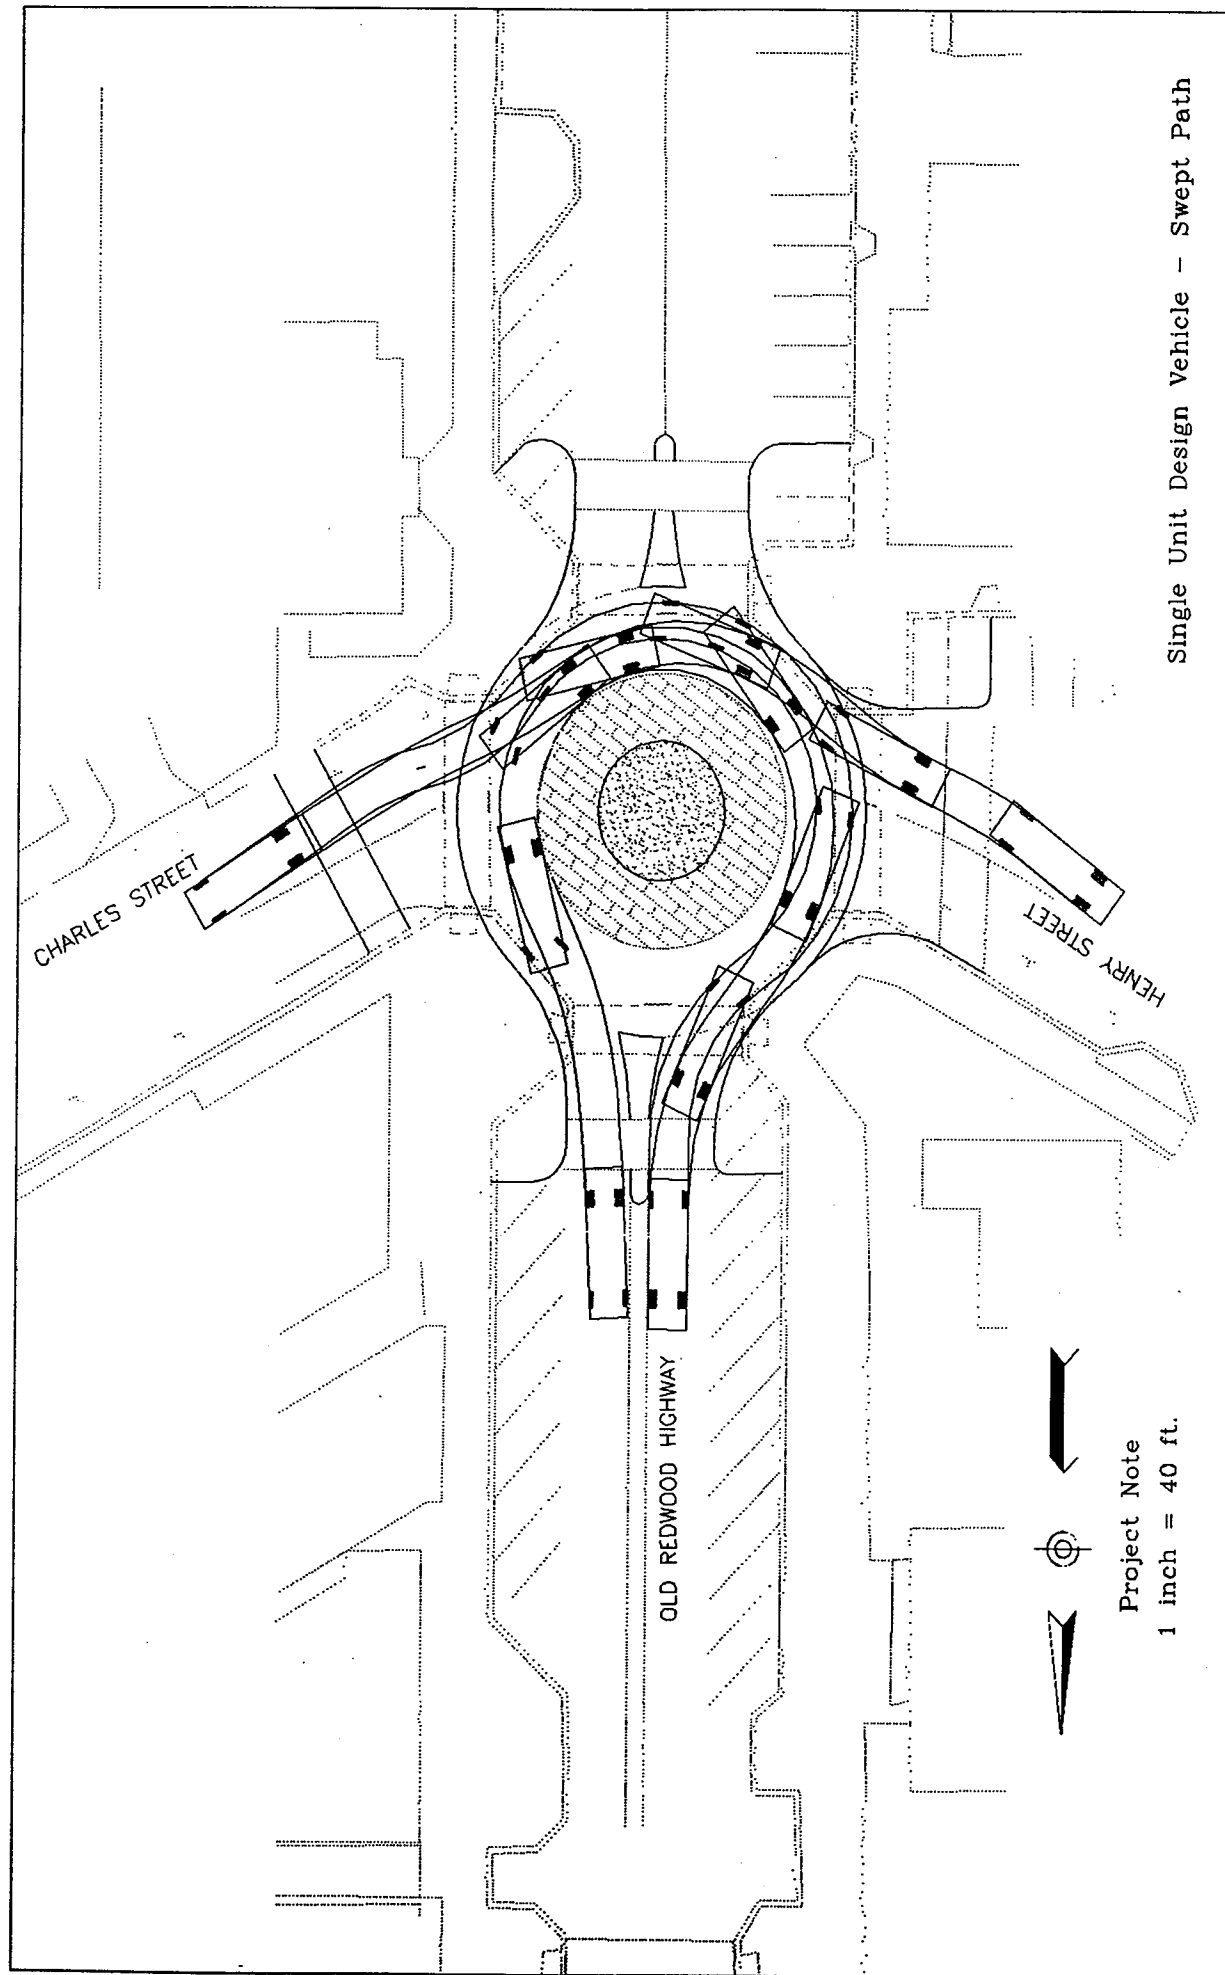 CHARLES STREET
OLD REDWOOD HIGHWAY
HENRY STREET
Project Note
1 inch = 40 ft.
Single Unit Design Vehicle - Swept Path